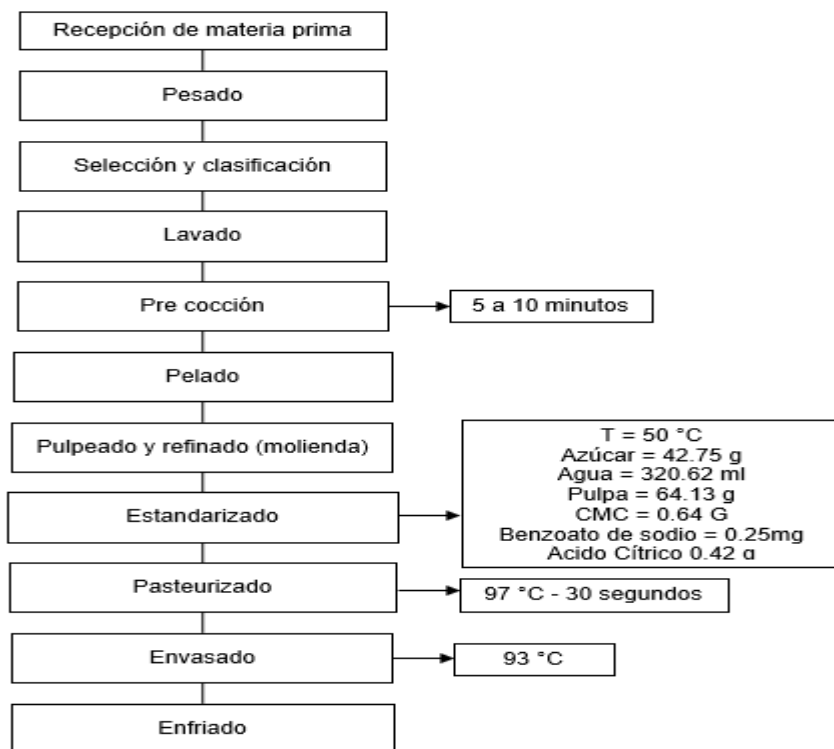 Recepción de materia prima
Pesado
Selección y clasificación
Lavado
Pre cocción
5 a 10 minutos
Pelado
Pulpeado y refinado (molienda)
T = 50 °C
Azúcar = 42.75 g
Agua = 320.62 ml
Pulpa = 64.13 g
CMC = 0.64 G
Benzoato de sodio = 0.25mg
Acido Cítrico 0.42 g
Estandarizado
Pasteurizado
97 °C - 30 segundos
Envasado
93 °C
Enfriado